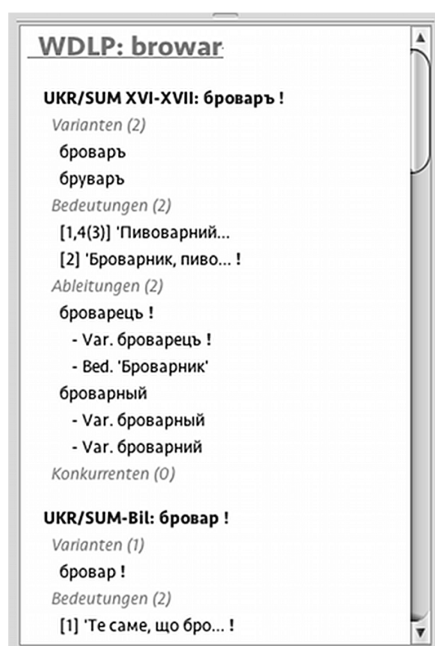 WDLP: browar
UKR/SUM XVI-XVII: броваръ !
Varianten (2)
броваръ
бруваръ
Bedeutungen (2)
[1,4(3)] 'Пивоварний...
[2] 'Броварник, пиво... !
Ableitungen (2)
броварецъ !
- Var. броварецъ !
- Bed. 'Броварник'
броварный
- Var. броварный
- Var. броварний
Konkurrenten (0)
UKR/SUM-Bil: бровар !
Varianten (1)
бровар !
Bedeutungen (2)
[1] 'Те саме, що бро... !